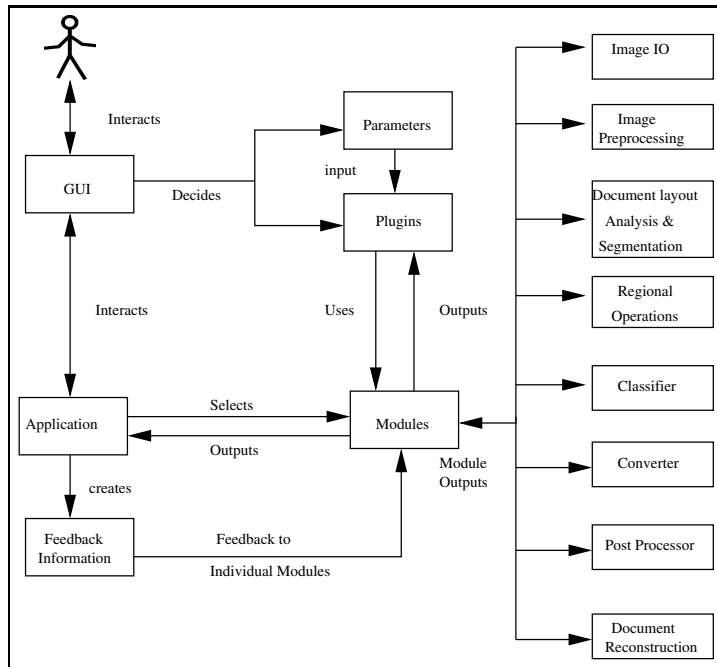 Interacts
GUI
Decides
Parameters
input
Plugins
Interacts
Uses
Outputs
Application
Selects
Outputs
Modules
Module
Outputs
creates
Feedback
Information
Feedback to
Individual Modules
Image IO
Image
Preprocessing
Document layout
Analysis &
Segmentation
Regional
Operations
Classifier
Converter
Post Processor
Document
Reconstruction